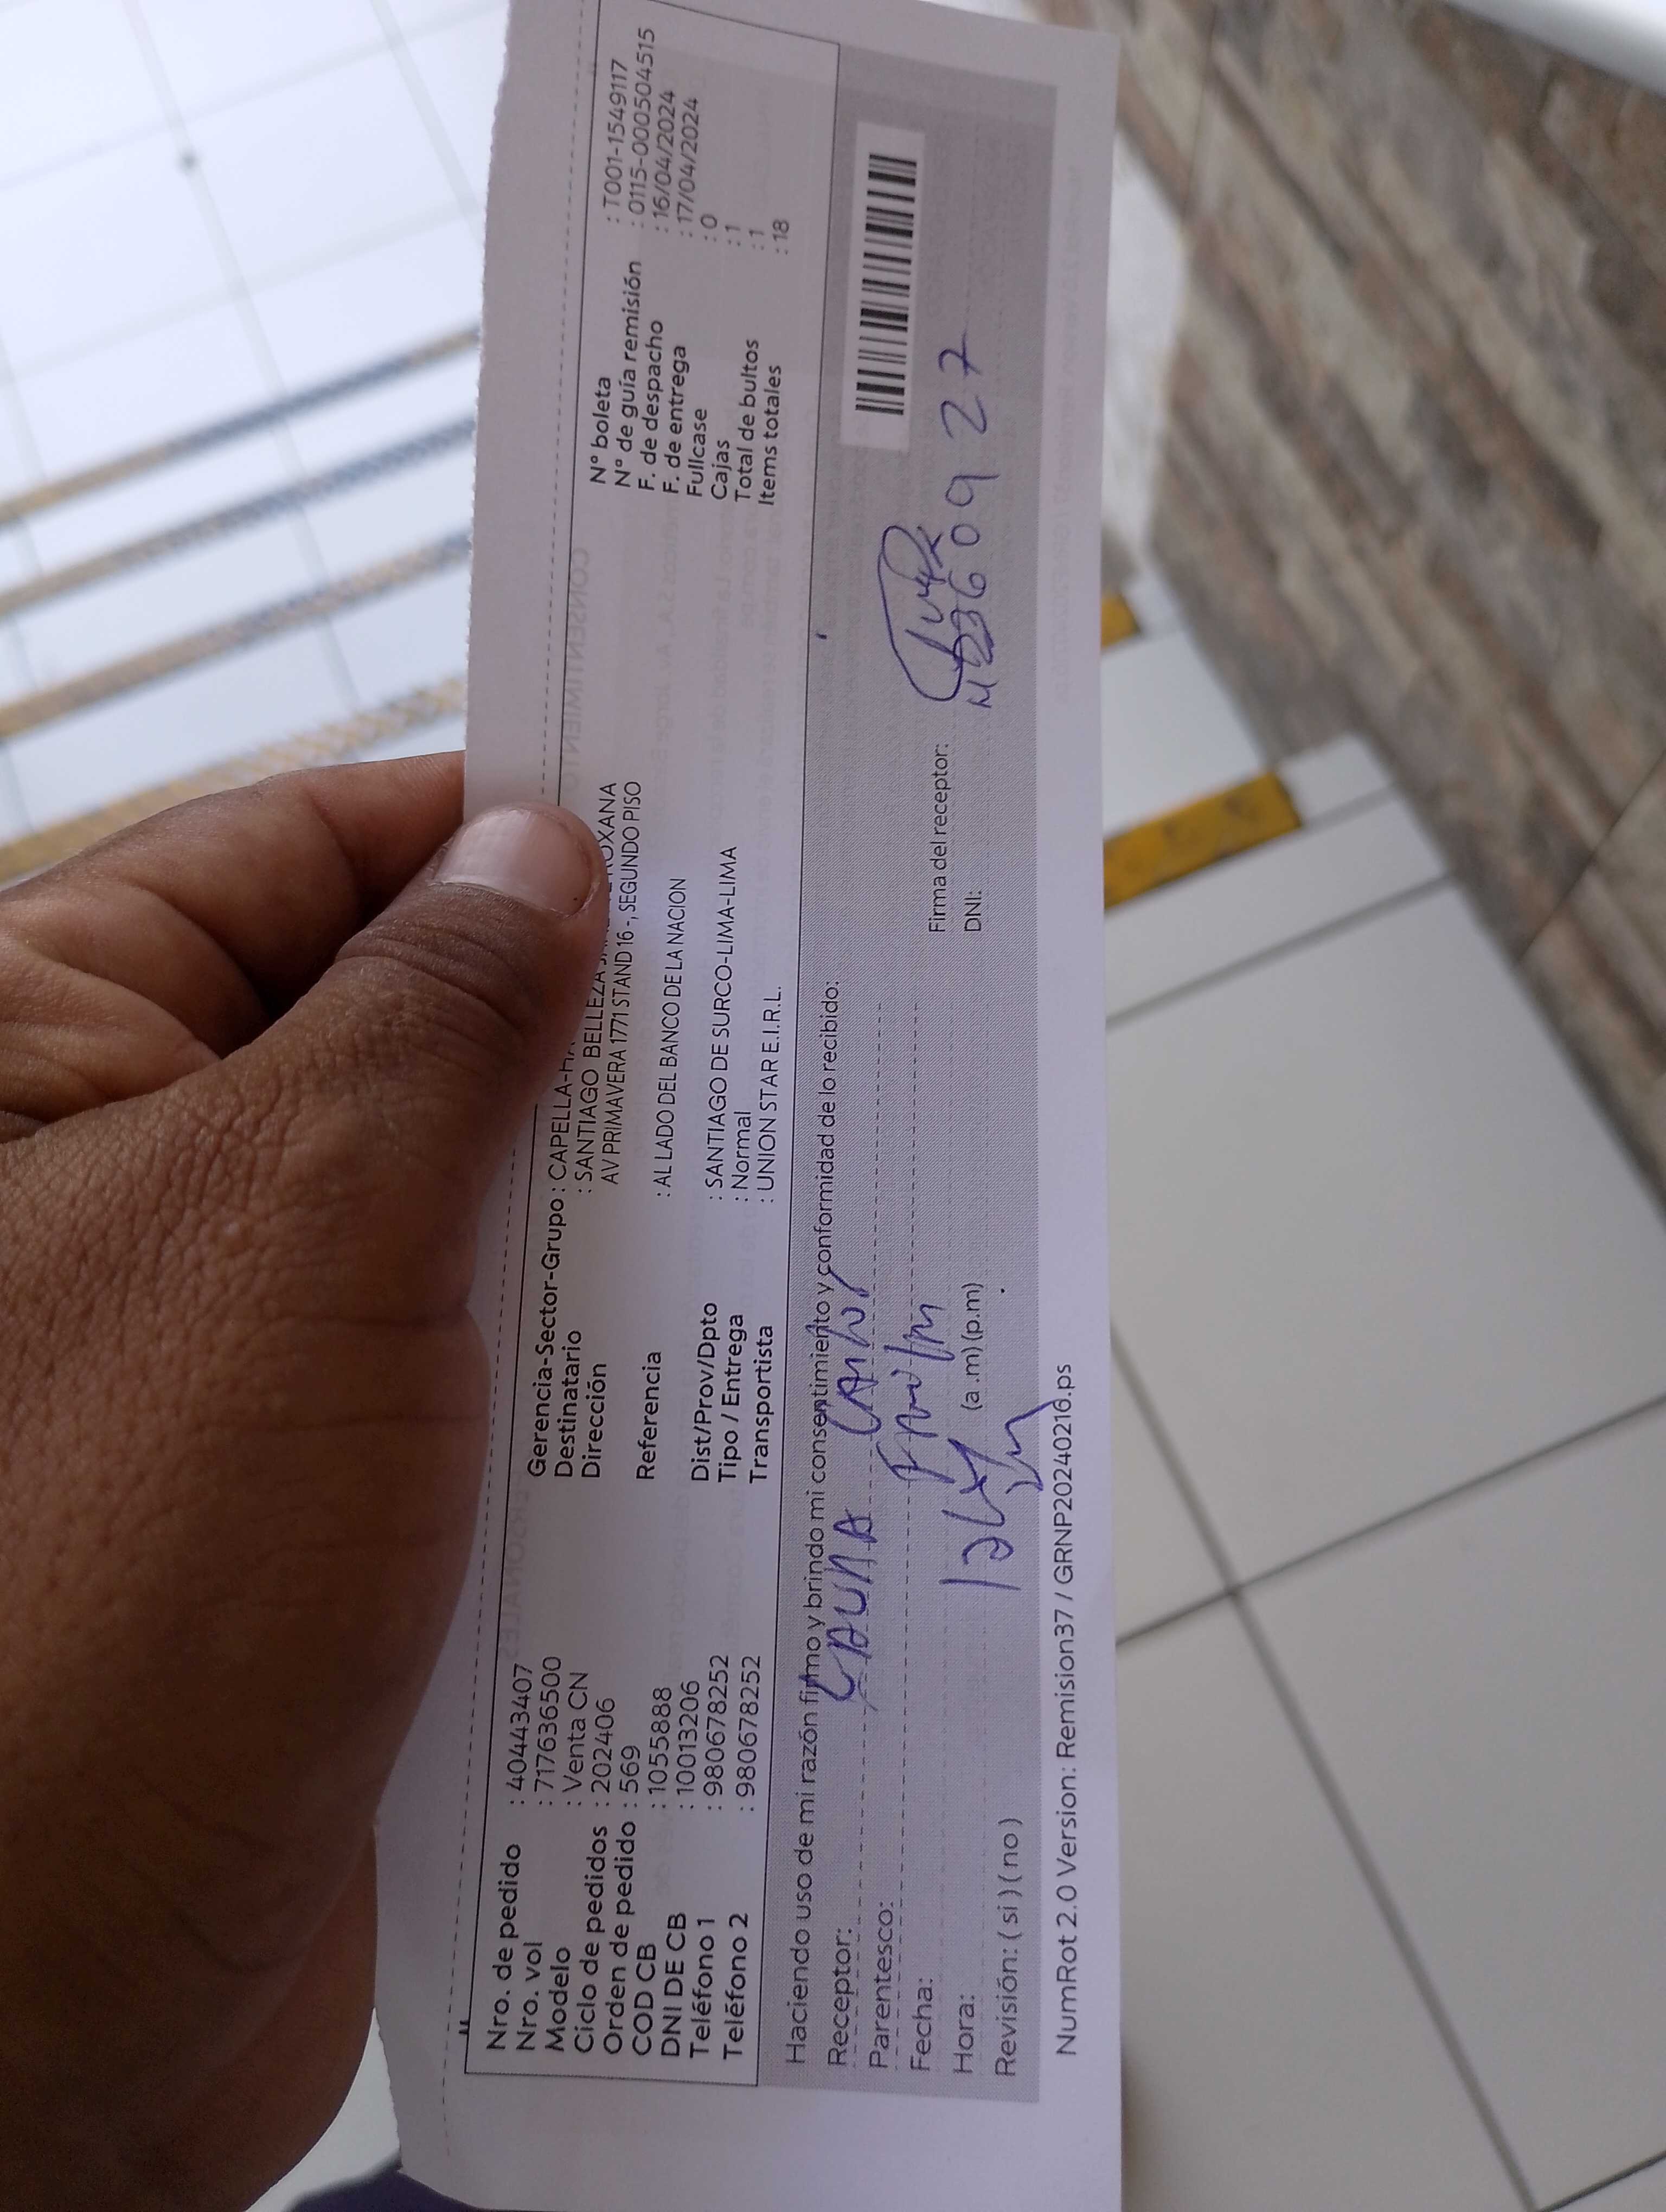 Nro. de pedido : 40443407
Nro. vol : 717636500
Modelo : Venta CN
Ciclo de pedidos : 202406
Orden de pedido : 569
COD CB : 1055888
DNI DE CB : 10013206
Teléfono 1 : 980678252
Teléfono 2 : 980678252
Gerencia-Sector-Grupo : CAPELLA-
Destinatario : SANTIAGO BELLEZA
Dirección AV PRIMAVERA 1771 STAND 16 -, SEGUNDO PISO
Referencia : AL LADO DEL BANCO DE LA NACION
Dist/Prov/Dpto : SANTIAGO DE SURCO-LIMA-LIMA
Tipo / Entrega : Normal
Transportista : UNION STAR E.I.R.L.
N° boleta : T001-1549117
N° de guía remisión : 0115-0005504515
F. de despacho : 16/04/2024
F. de entrega : 17/04/2024
Fullcase : 0
Cajas : 1
Total de bultos : 1
Items totales : 18
Haciendo uso de mi razón firmo y brindo mi consentimiento y conformidad de lo recibido:
Receptor:
Parentesco:
Fecha:
Hora: (a .m) (p.m)
Revisión: ( si ) ( no )
Firma del receptor:
DNI:
NumRot 2.0 Version: Remision37 / GRNP20240216.ps